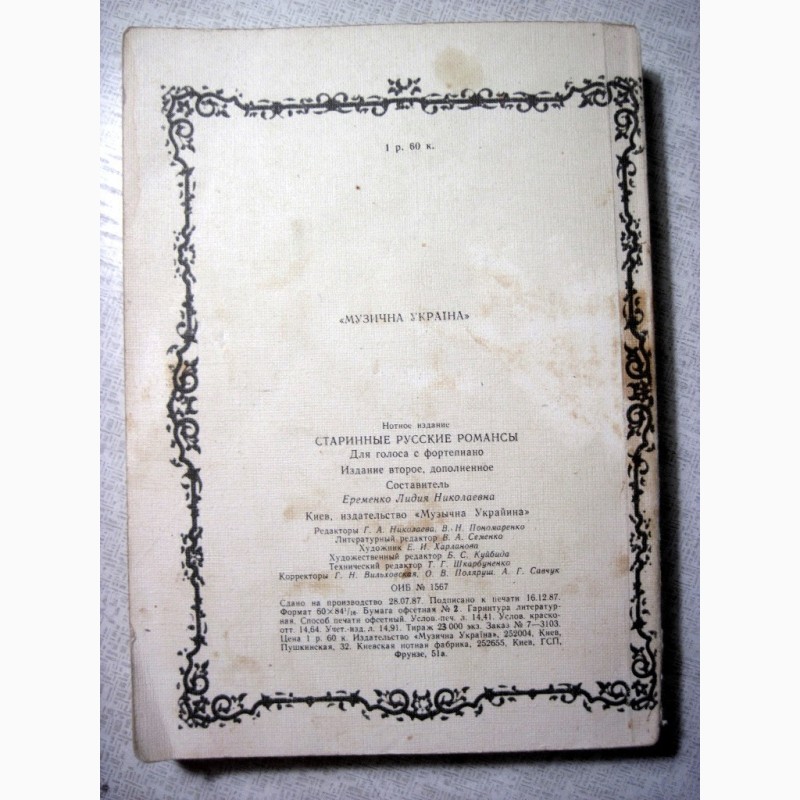 1 р. 60 к.
«МУЗИЧНА УКРАЇНА»
Нотное издание
СТАРИННЫЕ РУССКИЕ РОМАНСЫ
Для голоса с фортепиано
Издание второе, дополненное
Составитель
Еременко Лидия Николаевна
Киев, издательство «Музычна Украйина»
Редакторы Г. А. Николаева, В. Н. Пономаренко
Литературный редактор В. А. Семенко
Художник Е. И. Харланова
Художественный редактор Б. С. Куйбида
Технический редактор Т. Г. Шкарбуненко
Корректоры Г. Н. Вильховская, О. В. Поляруш, А. Г. Савчук
ОИБ № 1567
Сдано на производство 28.07.87. Подписано к печати 16.12.87.
Формат 60×84¹/₁₆. Бумага офсетная № 2. Гарнитура литератур-
ная. Способ печати офсетный. Услов.-печ. л. 14,41. Услов. краско-
отт. 14,64. Учет.-изд. л. 14,91. Тираж 23 000 экз. Заказ № 7—3103.
Цена 1 р. 60 к. Издательство «Музична Україна», 252004, Киев,
Пушкинская, 32. Киевская нотная фабрика, 252655, Киев, ГСП,
Фрунзе, 51а.